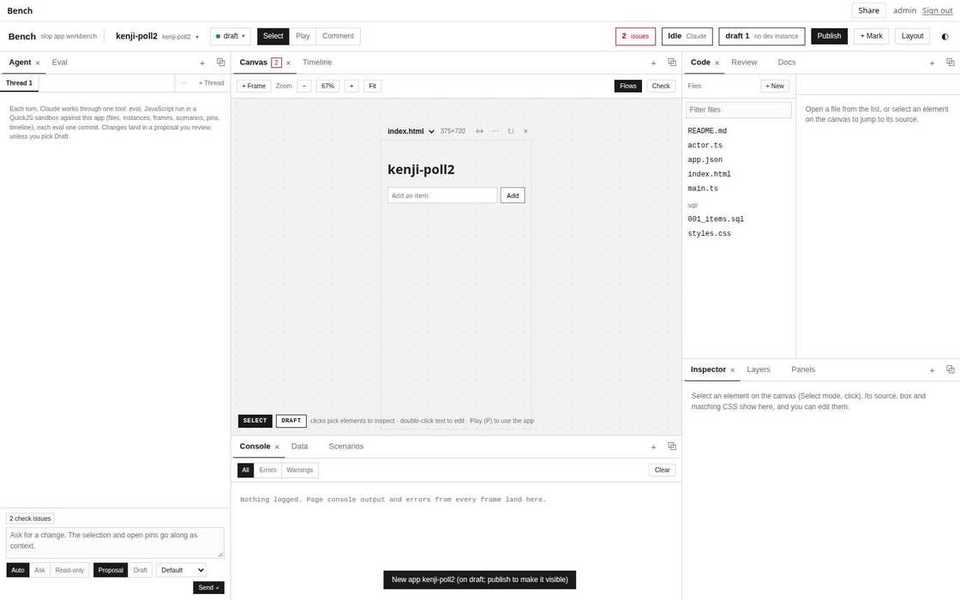 Bench
Share admin Sign out
Bench slop app workbench kenji-poll2 kenji-poll2 draft Select Play Comment 2 issues Idle Claude draft 1 no dev instance Publish + Mark Layout
Agent × Eval +
Thread 1 ··· + Thread
Each turn, Claude works through one tool: eval, JavaScript run in a
QuickJS sandbox against this app (files, instances, frames, scenarios, pins,
timeline), each eval one commit. Changes land in a proposal you review
unless you pick Draft.
2 check issues
Ask for a change. The selection and open pins go along as
context.
Auto Ask Read-only Proposal Draft Default
Send
Canvas 2 × Timeline +
+ Frame Zoom − 67% + Fit Flows Check
index.html 375×720 ··· ×
kenji-poll2
Add an item Add
SELECT DRAFT clicks pick elements to inspect · double-click text to edit · Play (P) to use the app
Console × Data Scenarios +
All Errors Warnings Clear
Nothing logged. Page console output and errors from every frame land here.
New app kenji-poll2 (on draft; publish to make it visible)
Code × Review Docs +
Files + New
Filter files
README.md
actor.ts
app.json
index.html
main.ts
sql
001_items.sql
styles.css
Open a file from the list, or select an element
on the canvas to jump to its source.
Inspector × Layers Panels +
Select an element on the canvas (Select mode, click). Its source, box and
matching CSS show here, and you can edit them.